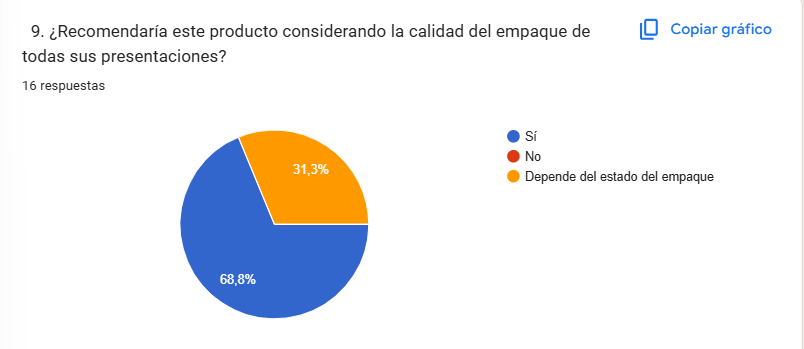 9. ¿Recomendaría este producto considerando la calidad del empaque de
todas sus presentaciones?
Copiar gráfico
16 respuestas
31,3%
68,8%
Sí
No
Depende del estado del empaque